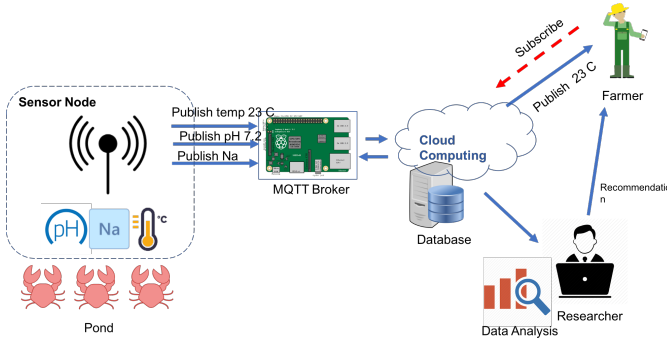 Sensor Node
Publish temp 23 C
Publish pH 7,2
Publish Na
pH
Na
°C
Pond
MQTT Broker
Cloud
Computing
Database
Subscribe
Publish 23 C
Farmer
Recommendatio
n
Researcher
Data Analysis